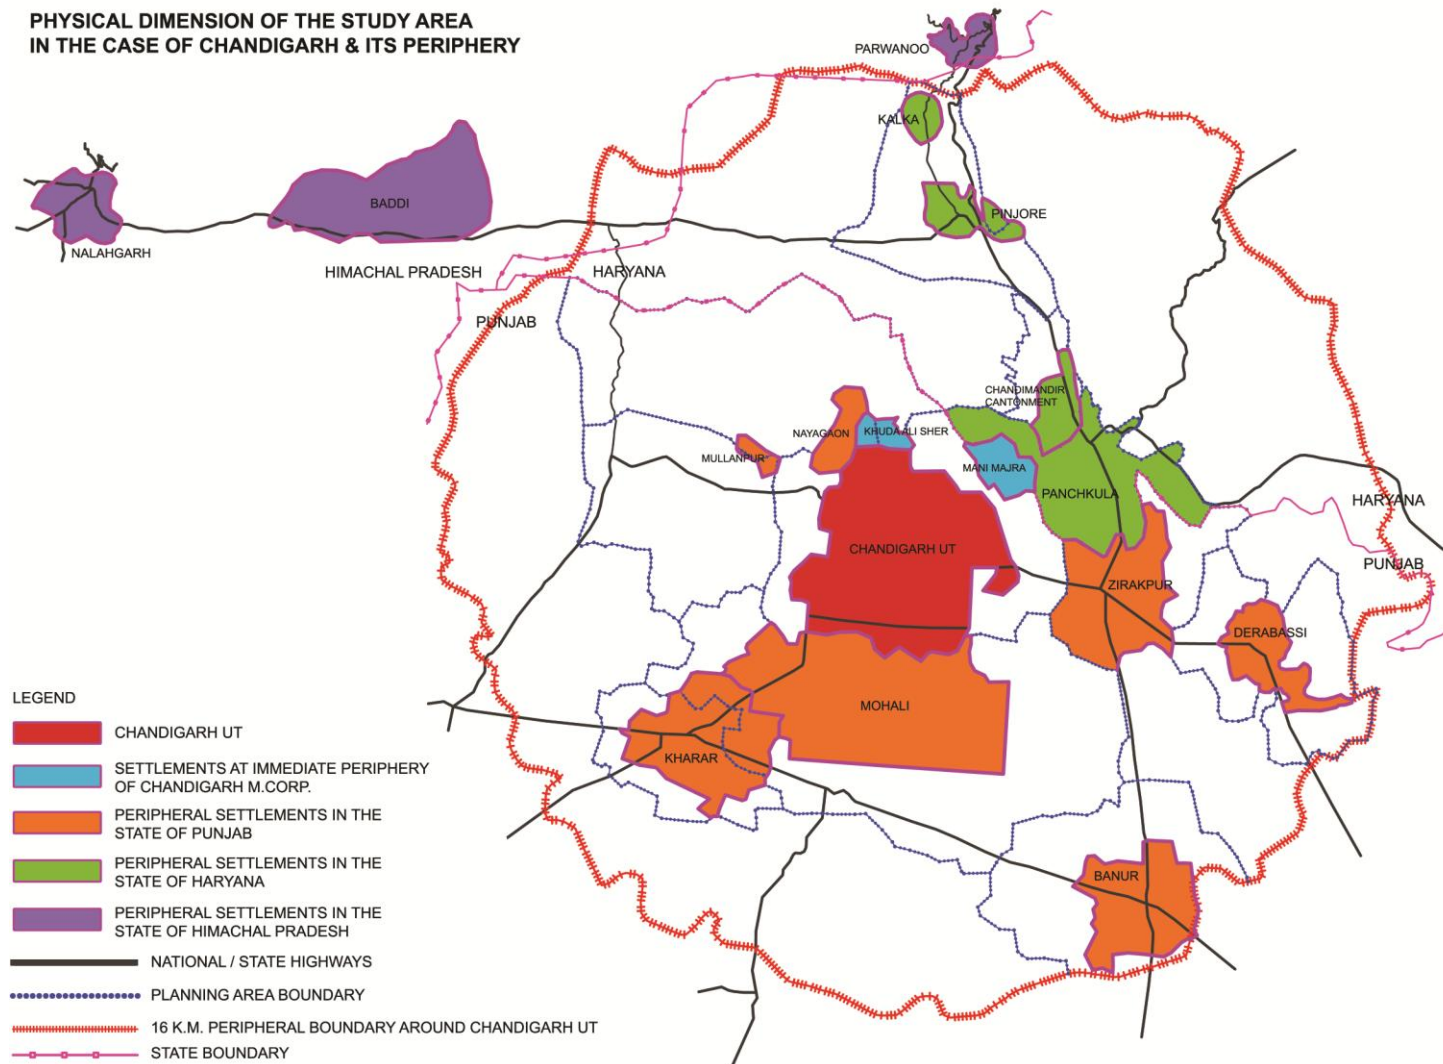 PHYSICAL DIMENSION OF THE STUDY AREA
IN THE CASE OF CHANDIGARH & ITS PERIPHERY
PARWANOO
KALKA
BADDI
PINJORE
NALAHGARH
HIMACHAL PRADESH
HARYANA
PUNJAB
CHANDIMANDIR
CANTONMENT
NAYAGAON
KHUDA ALI SHER
MULLANPUR
MANI MAJRA
PANCHKULA
HARYANA
CHANDIGARH UT
PUNJAB
ZIRAKPUR
DERABASSI
MOHALI
KHARAR
BANUR
LEGEND
CHANDIGARH UT
SETTLEMENTS AT IMMEDIATE PERIPHERY
OF CHANDIGARH M.CORP.
PERIPHERAL SETTLEMENTS IN THE
STATE OF PUNJAB
PERIPHERAL SETTLEMENTS IN THE
STATE OF HARYANA
PERIPHERAL SETTLEMENTS IN THE
STATE OF HIMACHAL PRADESH
NATIONAL / STATE HIGHWAYS
PLANNING AREA BOUNDARY
16 K.M. PERIPHERAL BOUNDARY AROUND CHANDIGARH UT
STATE BOUNDARY